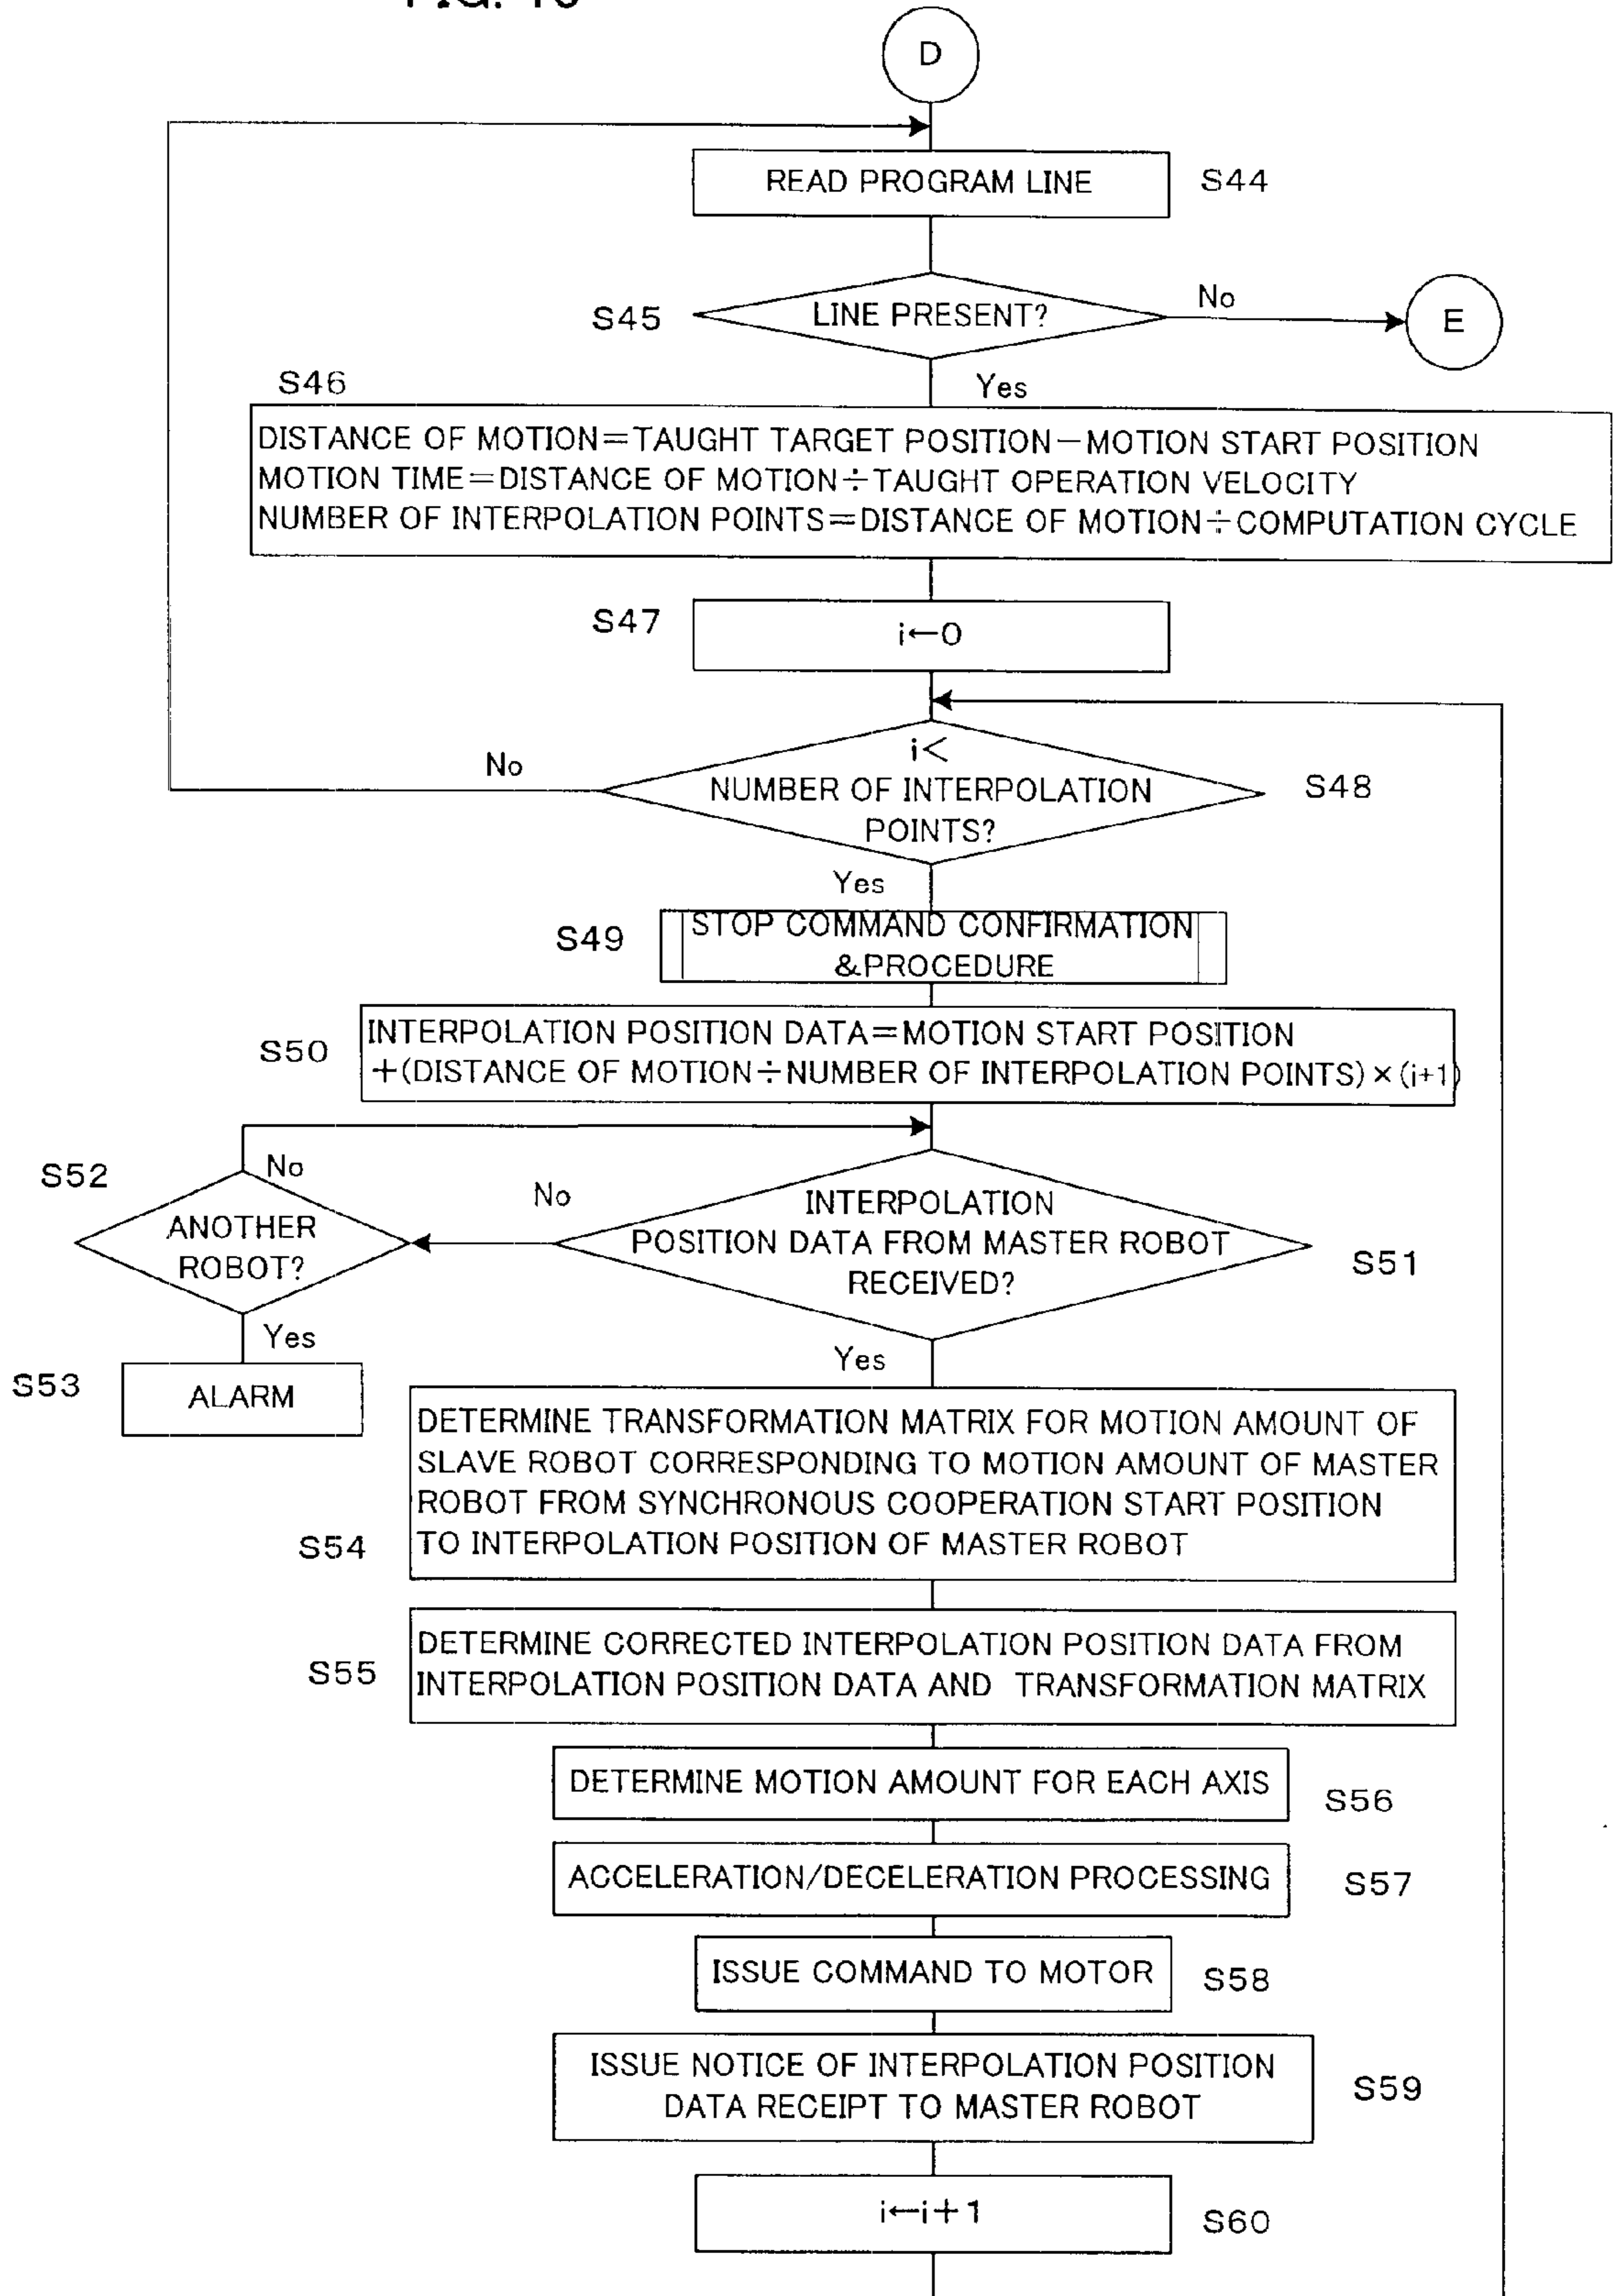 D
READ PROGRAM LINE
S44
S45
LINE PRESENT?
No
E
S46
Yes
DISTANCE OF MOTION=TAUGHT TARGET POSITION−MOTION START POSITION
MOTION TIME=DISTANCE OF MOTION÷TAUGHT OPERATION VELOCITY
NUMBER OF INTERPOLATION POINTS=DISTANCE OF MOTION÷COMPUTATION CYCLE
S47
i←0
No
i<
NUMBER OF INTERPOLATION
POINTS?
S48
Yes
S49
STOP COMMAND CONFIRMATION
&PROCEDURE
S50
INTERPOLATION POSITION DATA=MOTION START POSITION
+(DISTANCE OF MOTION÷NUMBER OF INTERPOLATION POINTS)×(i+1)
S52
No
ANOTHER
ROBOT?
No
INTERPOLATION
POSITION DATA FROM MASTER ROBOT
RECEIVED?
S51
Yes
Yes
S53
ALARM
S54
DETERMINE TRANSFORMATION MATRIX FOR MOTION AMOUNT OF
SLAVE ROBOT CORRESPONDING TO MOTION AMOUNT OF MASTER
ROBOT FROM SYNCHRONOUS COOPERATION START POSITION
TO INTERPOLATION POSITION OF MASTER ROBOT
S55
DETERMINE CORRECTED INTERPOLATION POSITION DATA FROM
INTERPOLATION POSITION DATA AND TRANSFORMATION MATRIX
DETERMINE MOTION AMOUNT FOR EACH AXIS
S56
ACCELERATION/DECELERATION PROCESSING
S57
ISSUE COMMAND TO MOTOR
S58
ISSUE NOTICE OF INTERPOLATION POSITION
DATA RECEIPT TO MASTER ROBOT
S59
i←i+1
S60